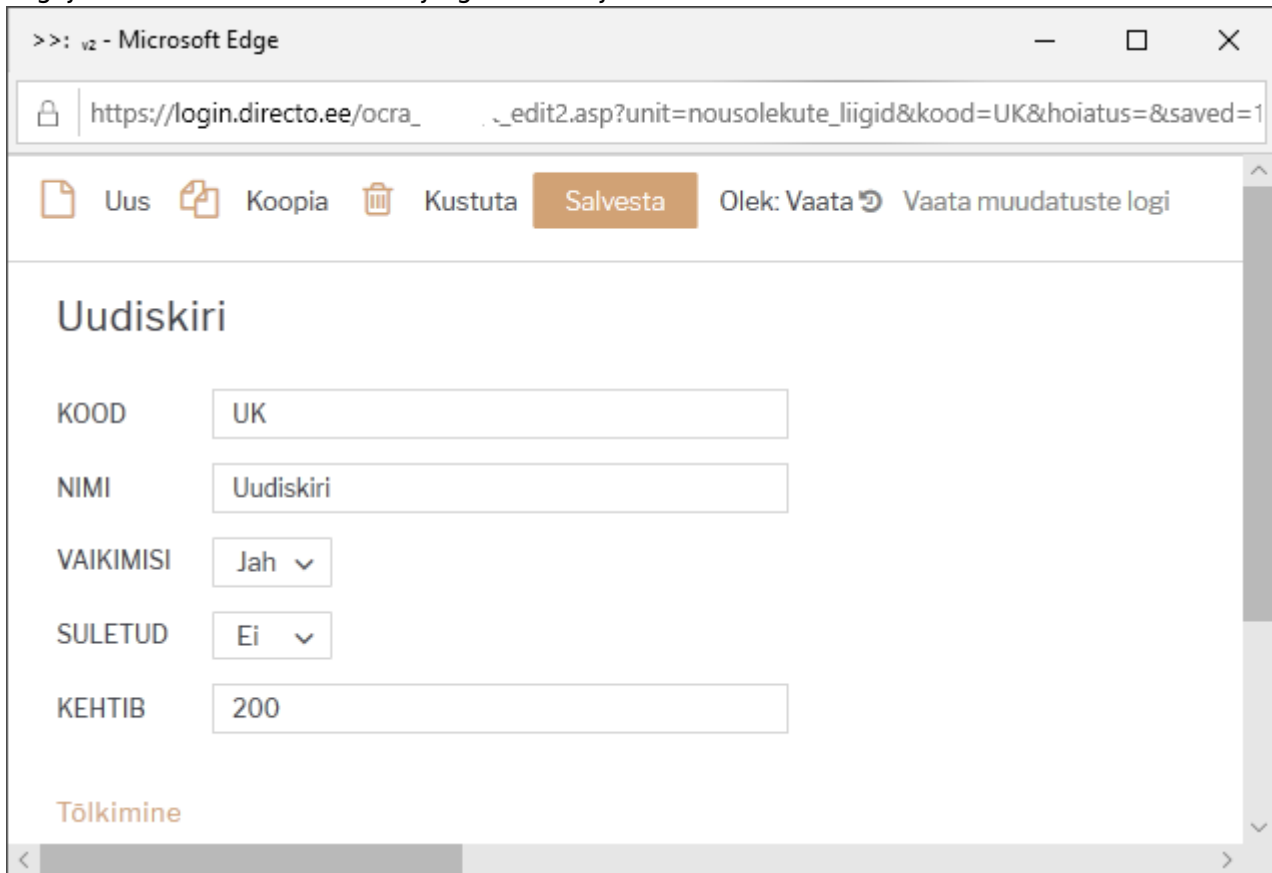 >>: v2 - Microsoft Edge
https://login.directo.ee/ocra_ _edit2.asp?unit=nousolekute_liigid&kood=UK&hoiatus=&saved=1
Uus Koopia Kustuta Salvesta Olek: Vaata Vaata muudatuste logi
Uudiskiri
KOOD UK
NIMI Uudiskiri
VAIKIMISI Jah
SULETUD Ei
KEHTIB 200
Tõlkimine